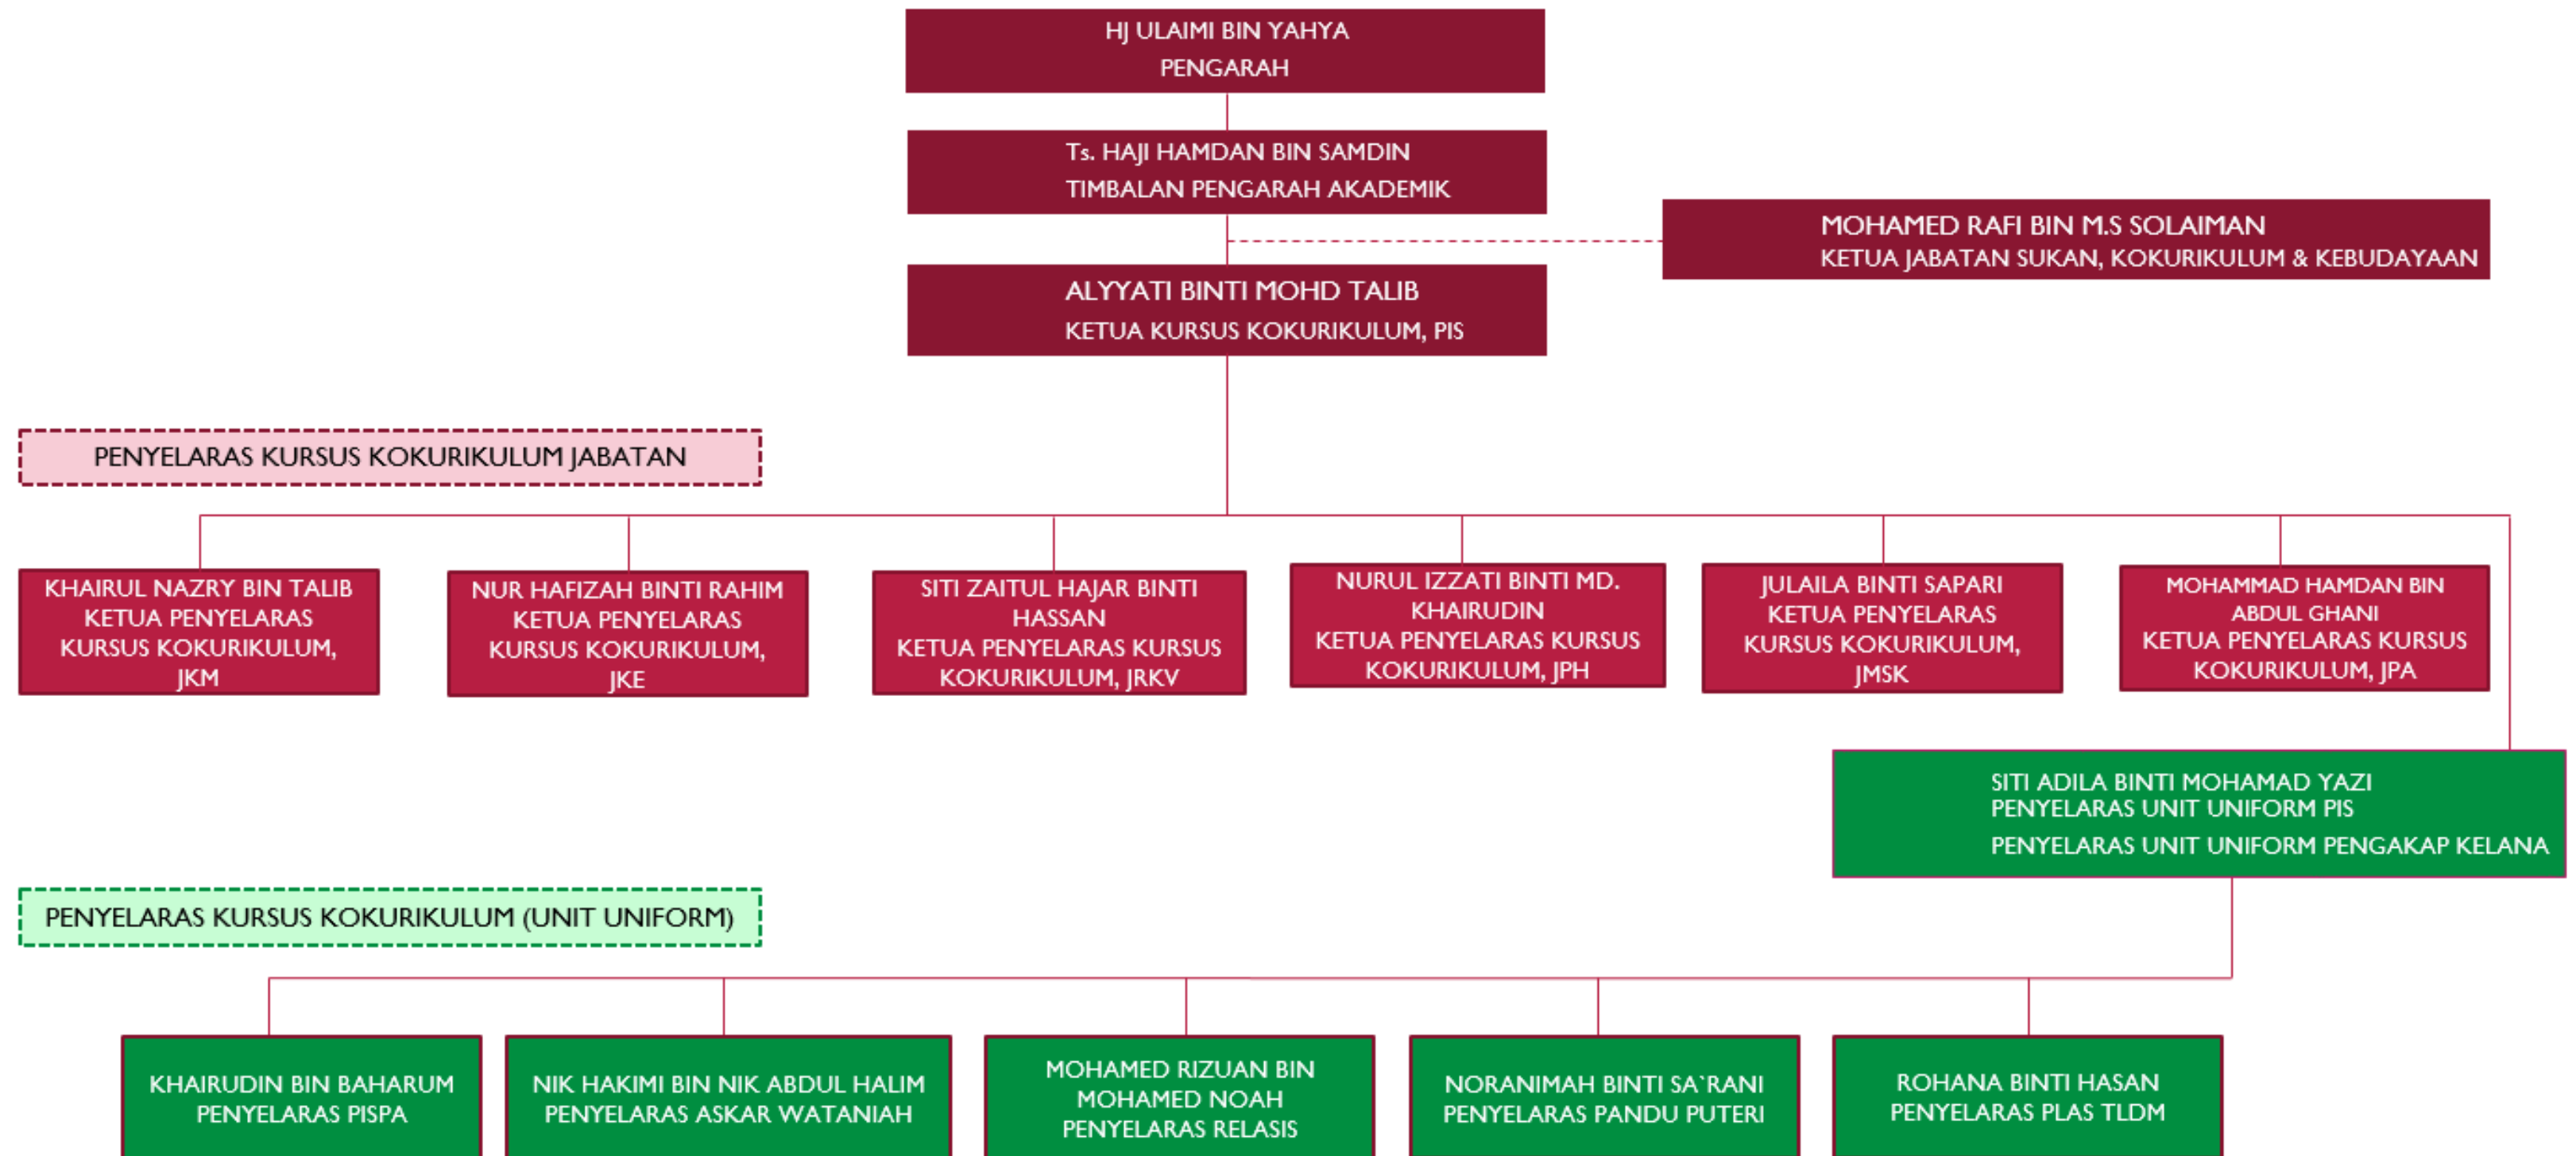 HJ ULAIMI BIN YAHYA
PENGARAH
Ts. HAJI HAMDAN BIN SAMDIN
TIMBALAN PENGARAH AKADEMIK
MOHAMED RAFI BIN M.S SOLAIMAN
KETUA JABATAN SUKAN, KOKURIKULUM & KEBUDAYAAN
ALYYATI BINTI MOHD TALIB
KETUA KURSUS KOKURIKULUM, PIS
PENYELARAS KURSUS KOKURIKULUM JABATAN
KHAIRUL NAZRY BIN TALIB
KETUA PENYELARAS
KURSUS KOKURIKULUM,
JKM
NUR HAFIZAH BINTI RAHIM
KETUA PENYELARAS
KURSUS KOKURIKULUM,
JKE
SITI ZAITUL HAJAR BINTI
HASSAN
KETUA PENYELARAS KURSUS
KOKURIKULUM, JRKV
NURUL IZZATI BINTI MD.
KHAIRUDIN
KETUA PENYELARAS KURSUS
KOKURIKULUM, JPH
JULAILA BINTI SAPARI
KETUA PENYELARAS
KURSUS KOKURIKULUM,
JMSK
MOHAMMAD HAMDAN BIN
ABDUL GHANI
KETUA PENYELARAS KURSUS
KOKURIKULUM, JPA
SITI ADILA BINTI MOHAMAD YAZI
PENYELARAS UNIT UNIFORM PIS
PENYELARAS UNIT UNIFORM PENGAKAP KELANA
PENYELARAS KURSUS KOKURIKULUM (UNIT UNIFORM)
KHAIRUDIN BIN BAHARUM
PENYELARAS PISPA
NIK HAKIMI BIN NIK ABDUL HALIM
PENYELARAS ASKAR WATANIAH
MOHAMED RIZUAN BIN
MOHAMED NOAH
PENYELARAS RELASIS
NORANIMAH BINTI SA`RANI
PENYELARAS PANDU PUTERI
ROHANA BINTI HASAN
PENYELARAS PLAS TLDM